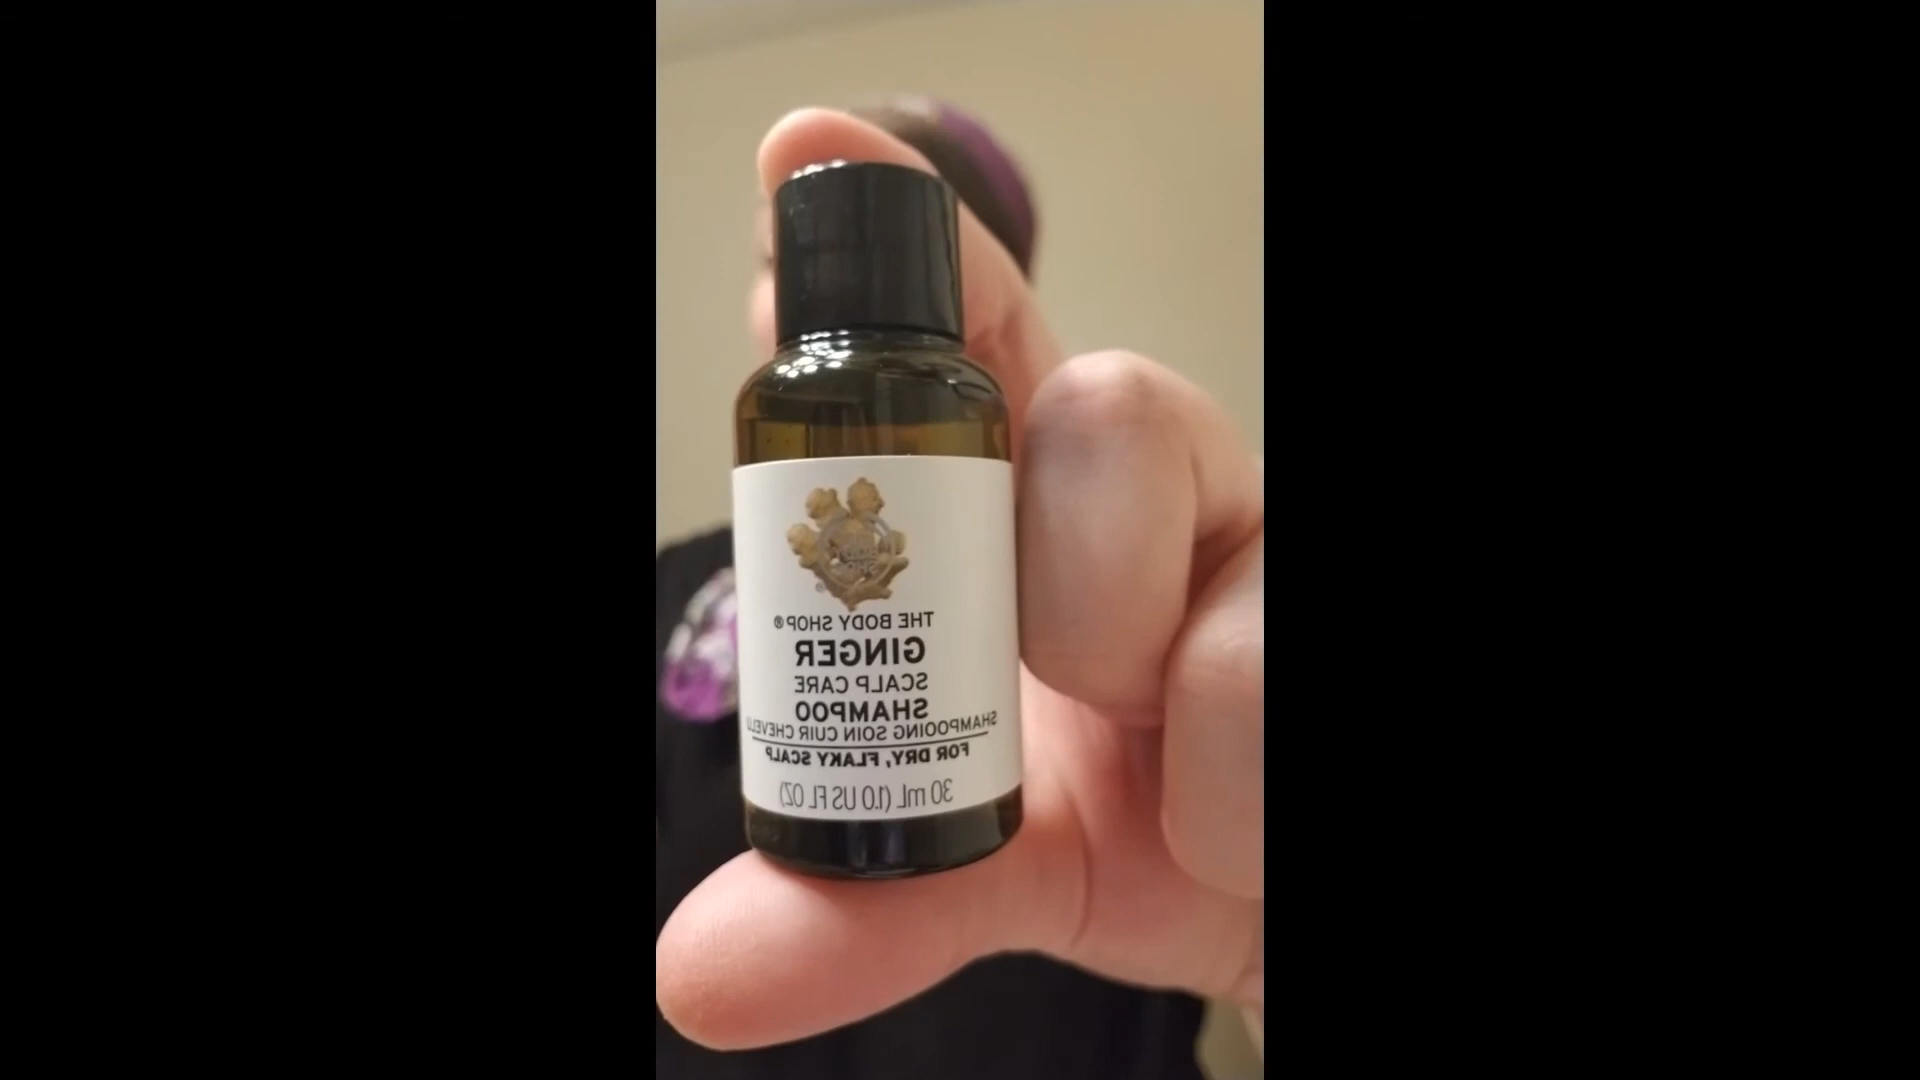 THE BODY SHOP®
GINGER
SCALP CARE
SHAMPOO
SHAMPOOING SOIN CUIR CHEVELU
FOR DRY, FLAKY SCALP
30 mL (1.0 US FL OZ)